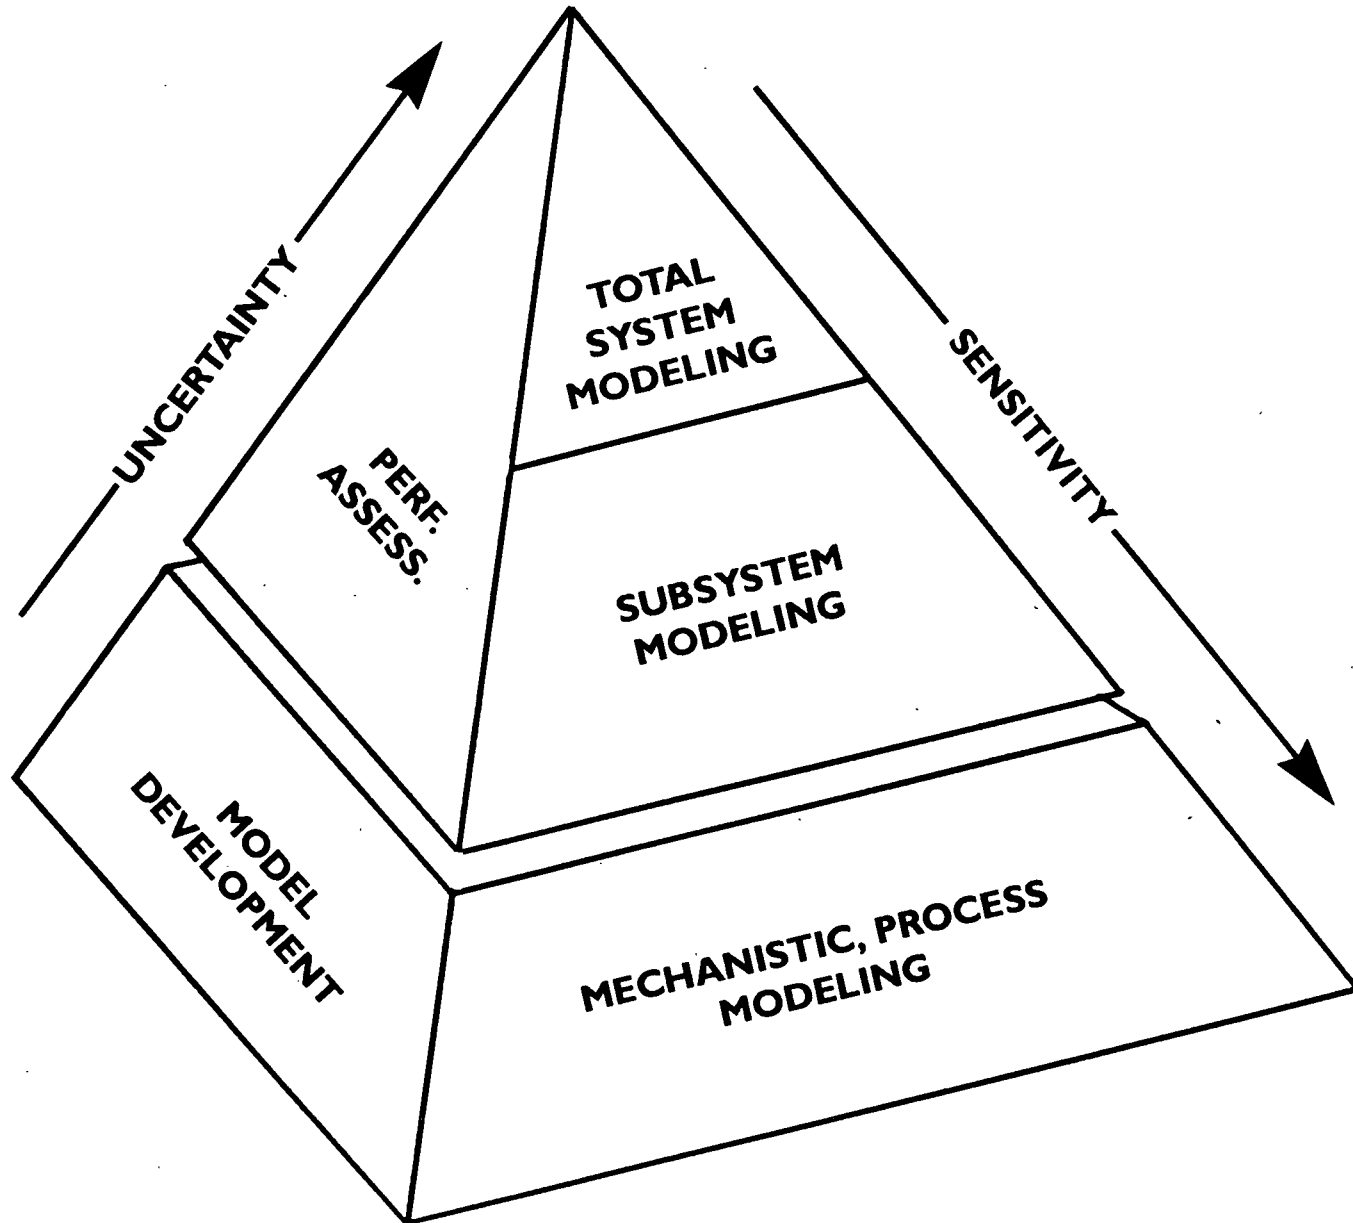 UNCERTAINTY
SENSITIVITY
TOTAL
SYSTEM
MODELING
PERF.
ASSESS.
SUBSYSTEM
MODELING
MODEL
DEVELOPMENT
MECHANISTIC, PROCESS
MODELING